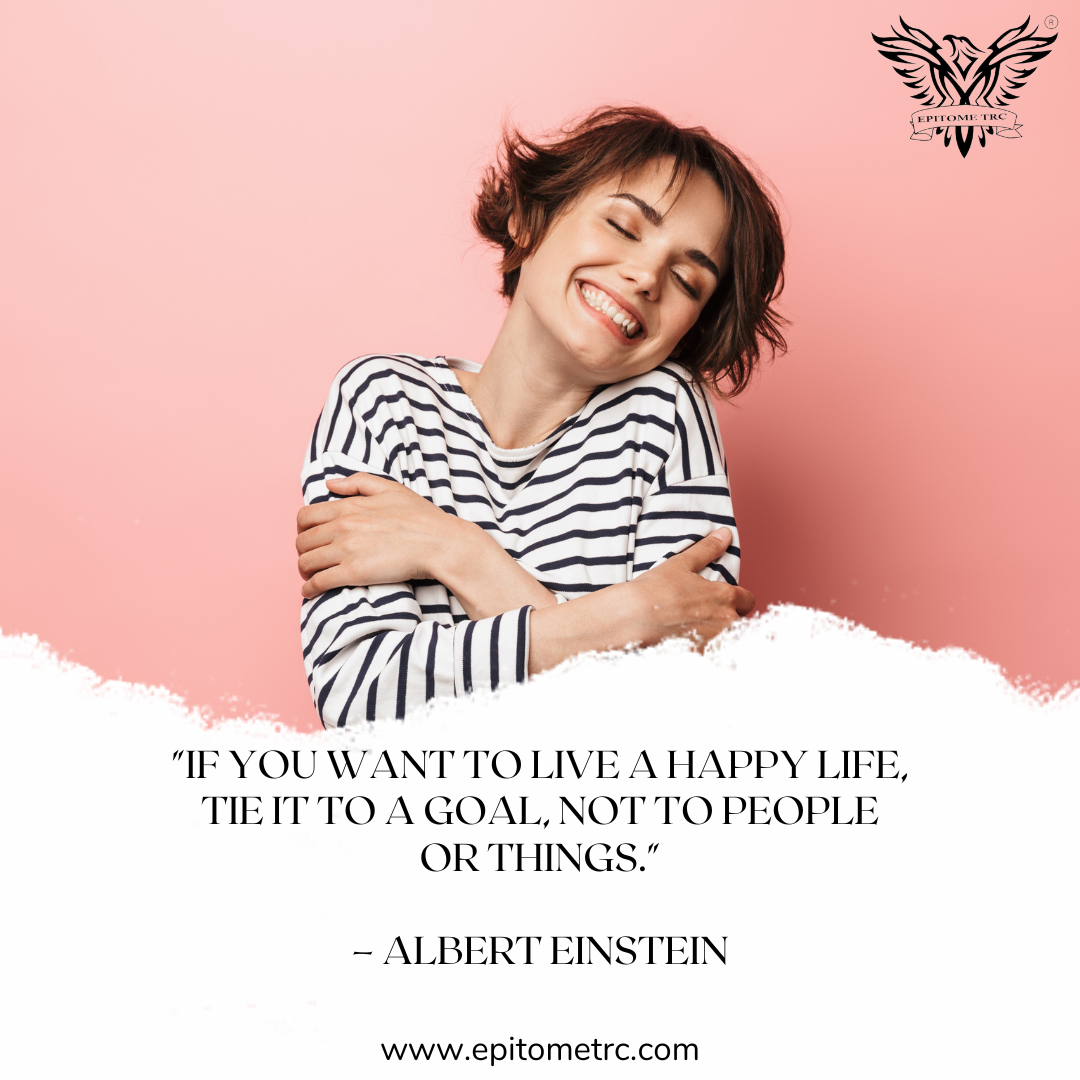 ®
EPITOME TRC
"IF YOU WANT TO LIVE A HAPPY LIFE,
TIE IT TO A GOAL, NOT TO PEOPLE
OR THINGS."
– ALBERT EINSTEIN
www.epitometrc.com